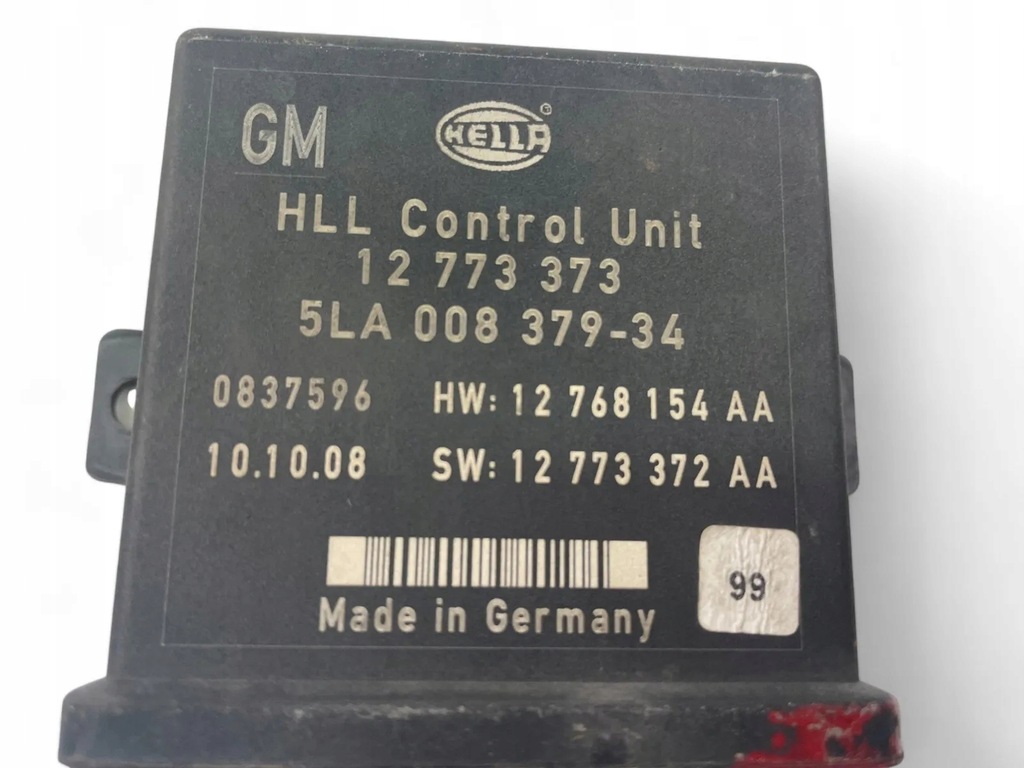 GM HELLA ®
HLL Control Unit
12 773 373
5LA 008 379-34
0837596 HW: 12 768 154 AA
10.10.08 SW: 12 773 372 AA
Made in Germany
99